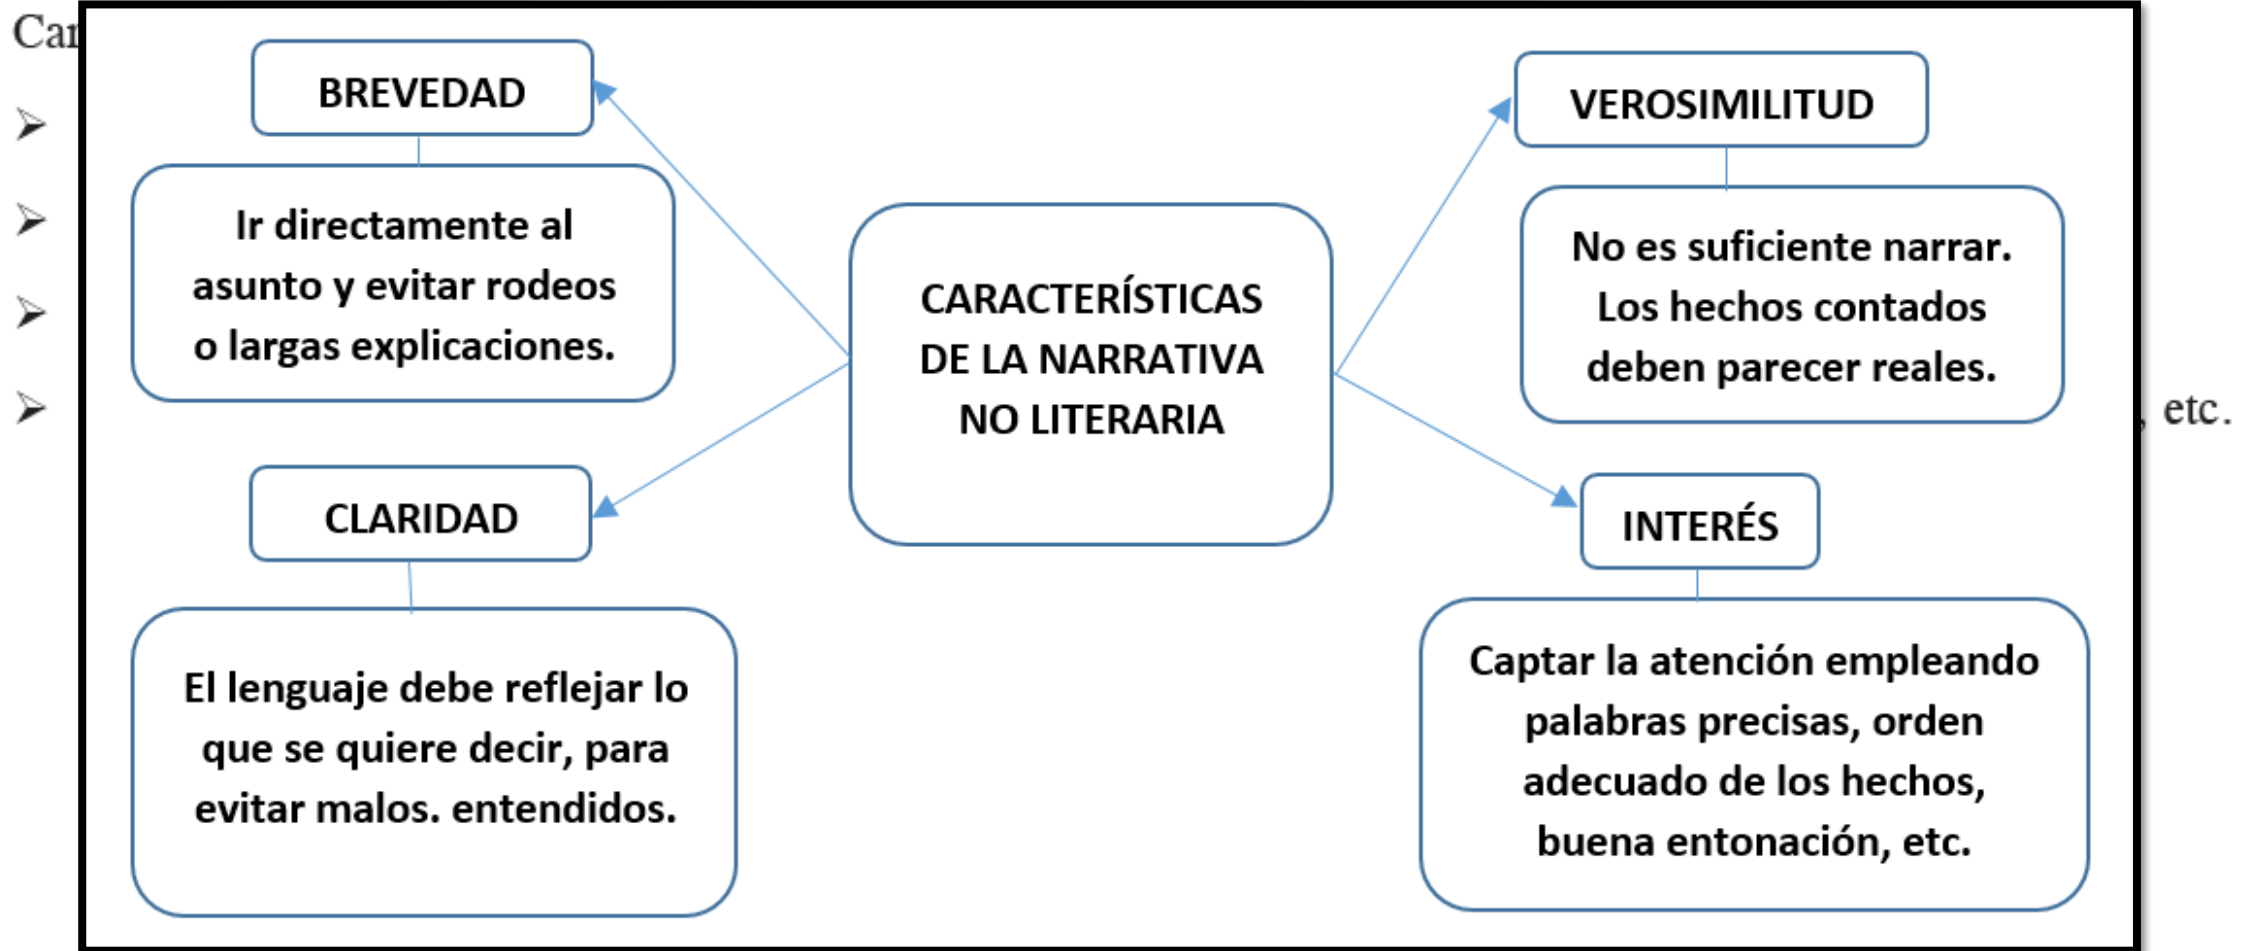 Car
BREVEDAD
Ir directamente al
asunto y evitar rodeos
o largas explicaciones.
CLARIDAD
El lenguaje debe reflejar lo
que se quiere decir, para
evitar malos. entendidos.
CARACTERÍSTICAS
DE LA NARRATIVA
NO LITERARIA
VEROSIMILITUD
No es suficiente narrar.
Los hechos contados
deben parecer reales.
INTERÉS
Captar la atención empleando
palabras precisas, orden
adecuado de los hechos,
buena entonación, etc.
, etc.